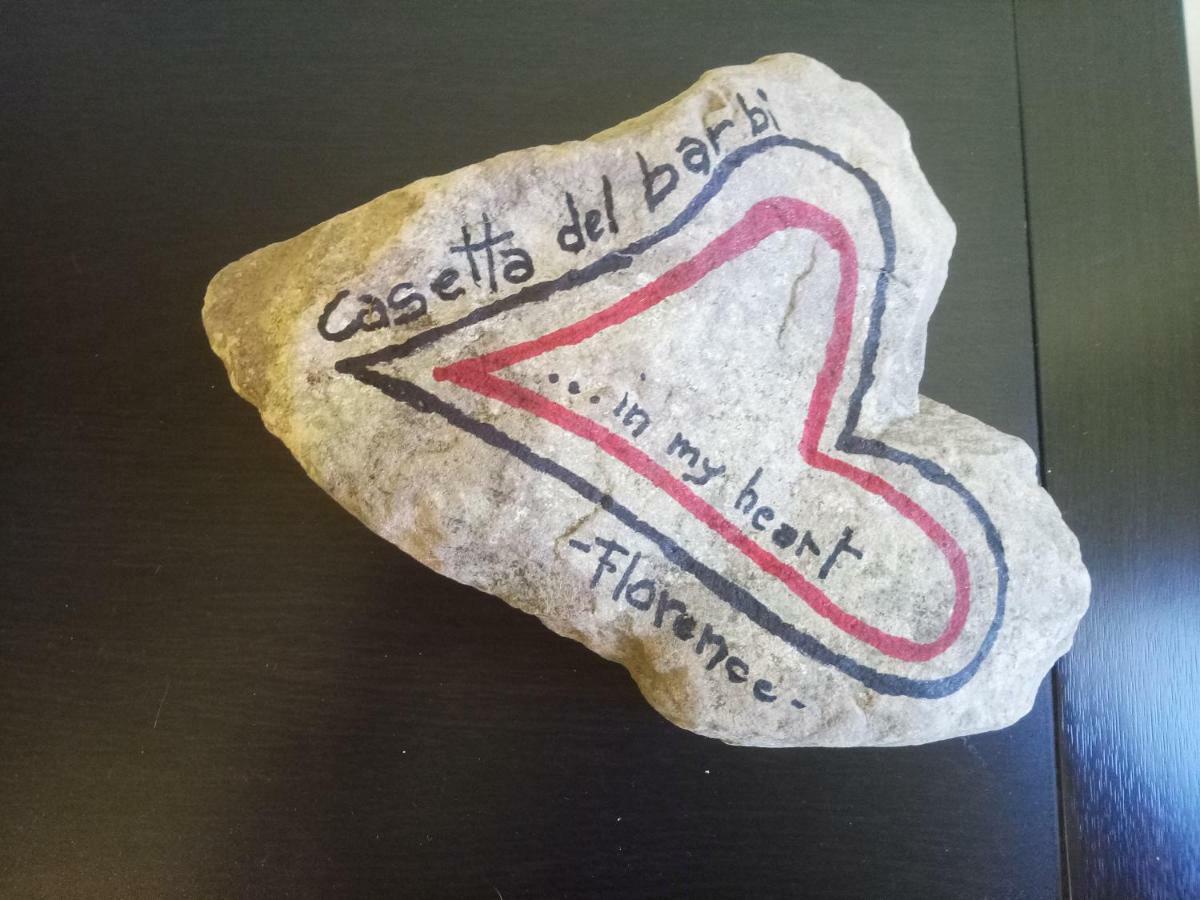 casetta del barbi
... in my heart
-Florence-